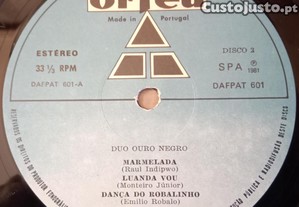 CustoJusto.pt
orfeu
Made in Portugal
ESTÉREO
DISCO 3
33 ⅓ RPM
SPA ℗ 1981
DAFPAT 601-A
DAFPAT 601
DUO OURO NEGRO
MARMELADA
(Raul Indipwo)
LUANDA VOU
(Monteiro Júnior)
DANÇA DO ROBALINHO
(Emílio Robalo)